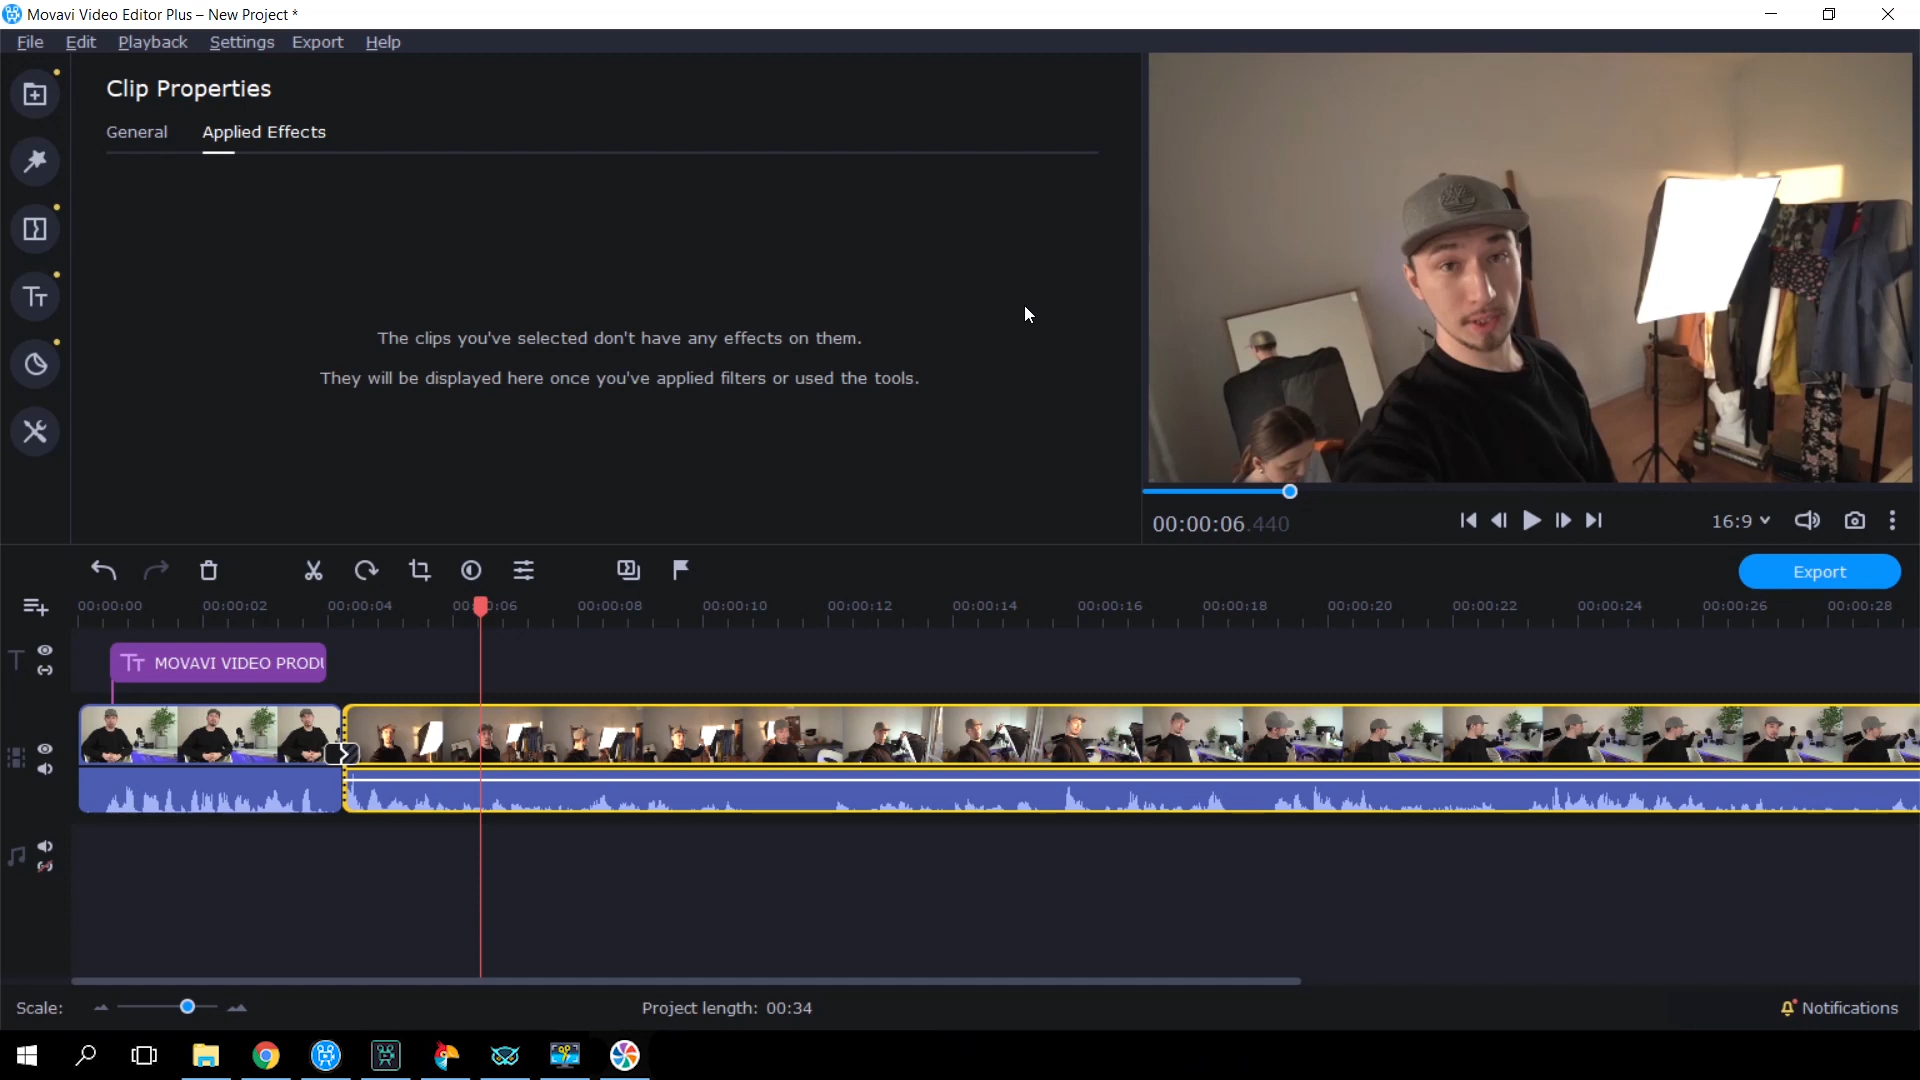 Movavi Video Editor Plus – New Project *
File Edit Playback Settings Export Help
Clip Properties
General Applied Effects
The clips you've selected don't have any effects on them.
They will be displayed here once you've applied filters or used the tools.
00:00:06.440
16:9
Export
00:00:00 00:00:02 00:00:04 00:00:06 00:00:08 00:00:10 00:00:12 00:00:14 00:00:16 00:00:18 00:00:20 00:00:22 00:00:24 00:00:26 00:00:28
Tт MOVAVI VIDEO PRODU
Scale: Project length: 00:34 Notifications